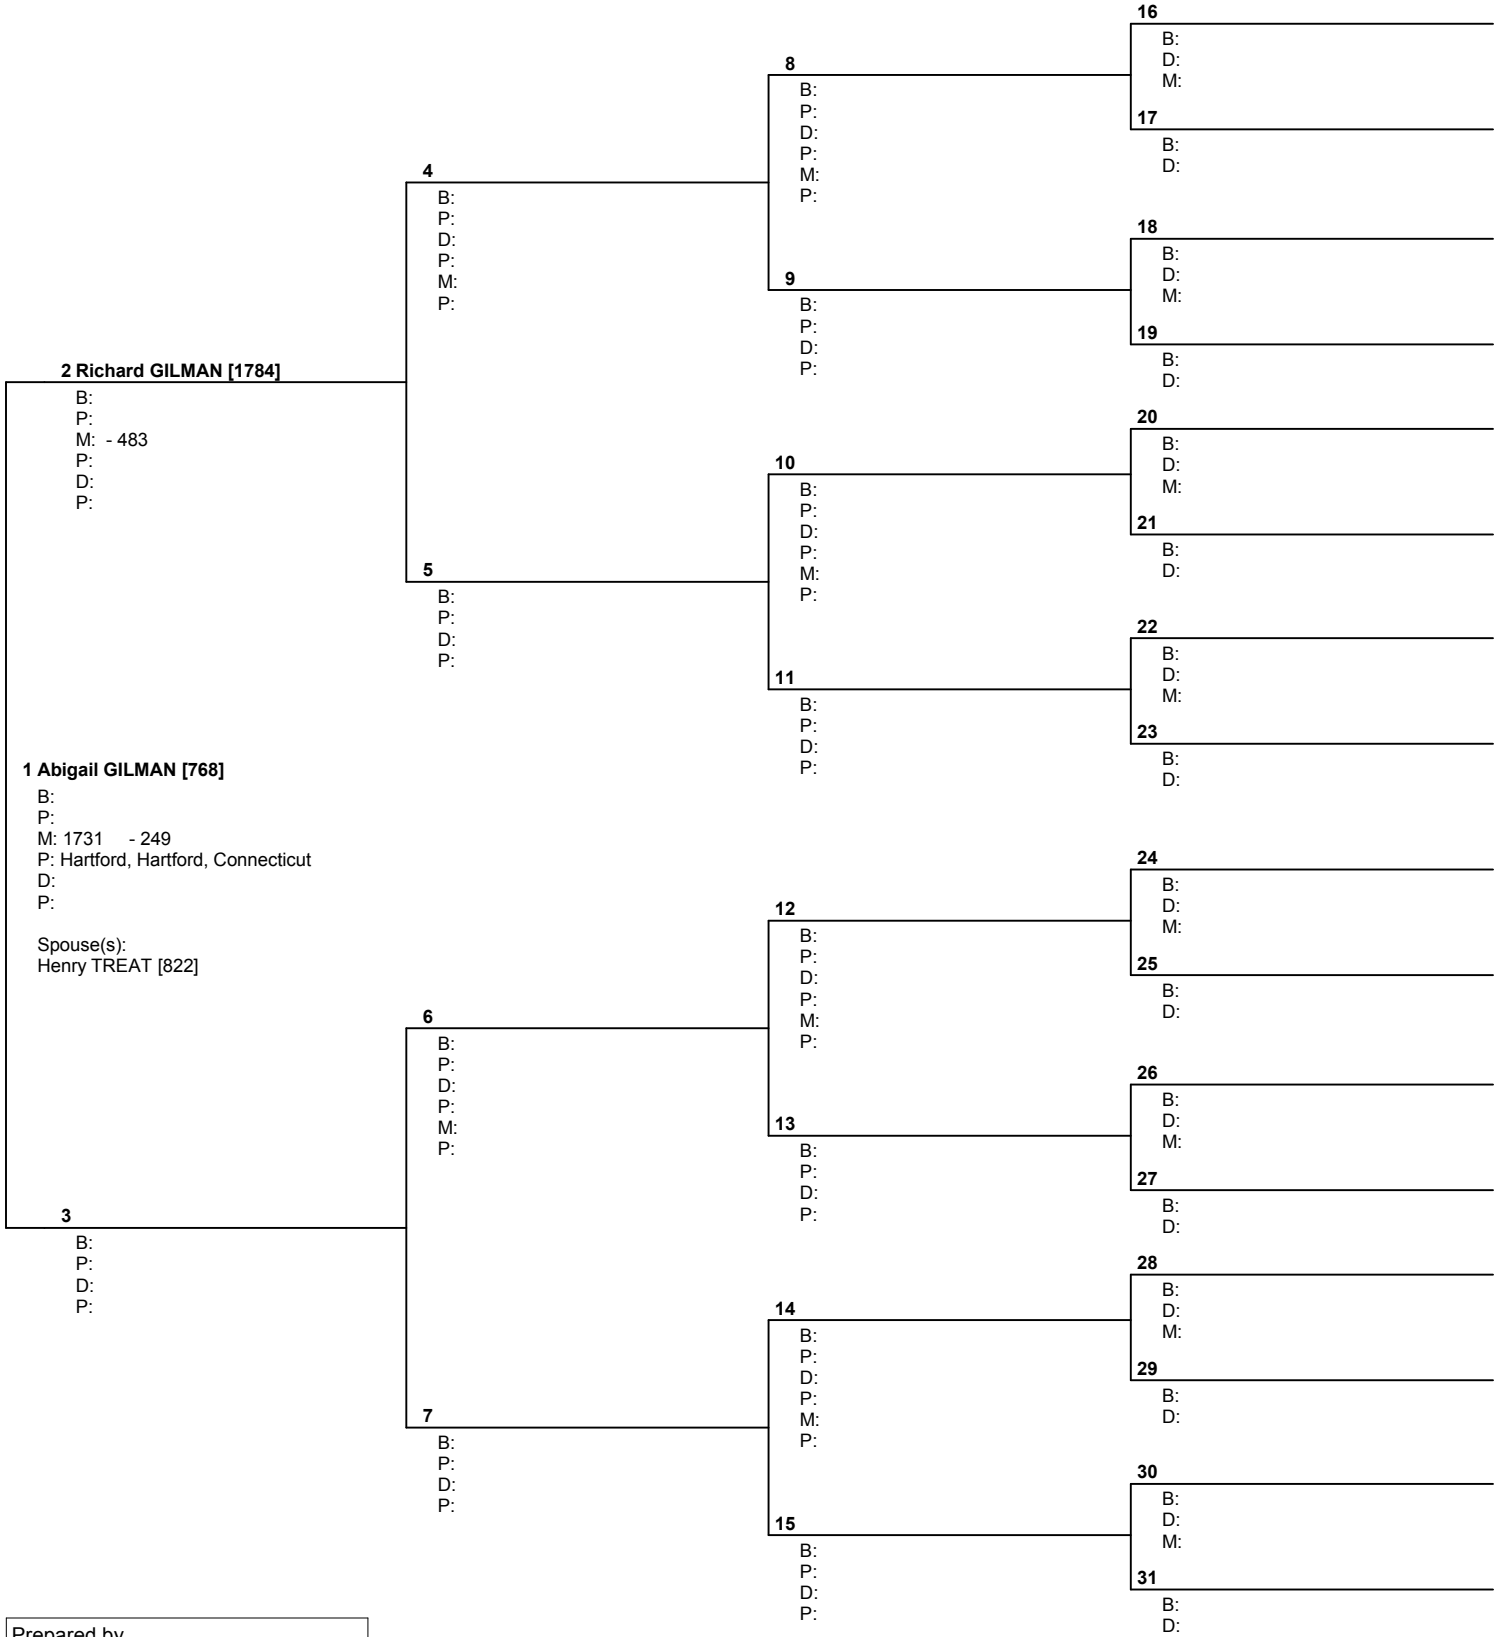 1 Abigail GILMAN [768]
B:
P:
M: 1731 - 249
P: Hartford, Hartford, Connecticut
D:
P:
Spouse(s):
Henry TREAT [822]
2 Richard GILMAN [1784]
B:
P:
M: - 483
P:
D:
P:
3
B:
P:
D:
P:
4
B:
P:
D:
P:
M:
P:
5
B:
P:
D:
P:
6
B:
P:
D:
P:
M:
P:
7
B:
P:
D:
P:
8
B:
P:
D:
P:
M:
P:
9
B:
P:
D:
P:
10
B:
P:
D:
P:
M:
P:
11
B:
P:
D:
P:
12
B:
P:
D:
P:
M:
P:
13
B:
P:
D:
P:
14
B:
P:
D:
P:
M:
P:
15
B:
P:
D:
P:
16
B:
D:
M:
17
B:
D:
18
B:
D:
M:
19
B:
D:
20
B:
D:
M:
21
B:
D:
22
B:
D:
M:
23
B:
D:
24
B:
D:
M:
25
B:
D:
26
B:
D:
M:
27
B:
D:
28
B:
D:
M:
29
B:
D:
30
B:
D:
M:
31
B:
D:
Prepared by